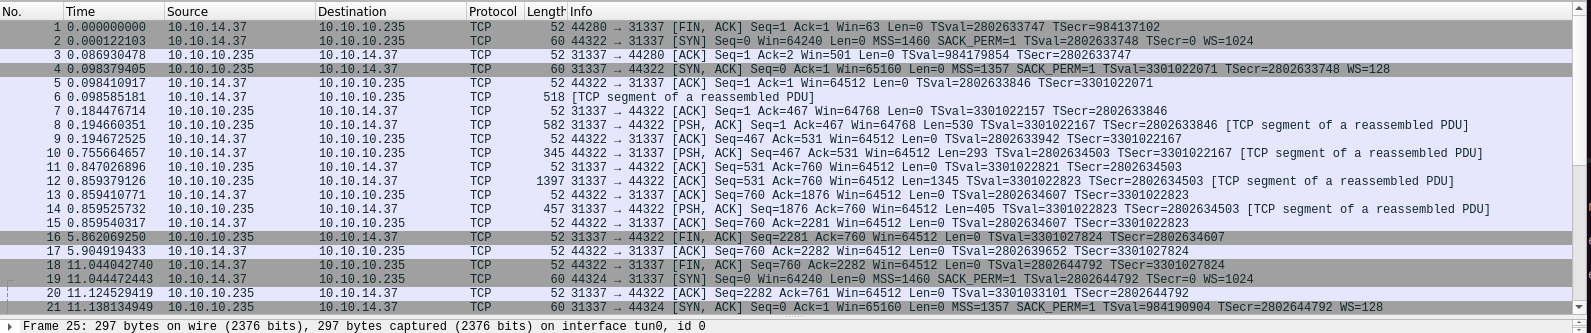 No. Time Source Destination Protocol Length Info
1 0.000000000 10.10.14.37 10.10.10.235 TCP 52 44280 → 31337 [FIN, ACK] Seq=1 Ack=1 Win=63 Len=0 TSval=2802633747 TSecr=984137102
2 0.000122103 10.10.14.37 10.10.10.235 TCP 60 44322 → 31337 [SYN] Seq=0 Win=64240 Len=0 MSS=1460 SACK_PERM=1 TSval=2802633748 TSecr=0 WS=1024
3 0.086930478 10.10.10.235 10.10.14.37 TCP 52 31337 → 44280 [ACK] Seq=1 Ack=2 Win=501 Len=0 TSval=984179854 TSecr=2802633747
4 0.098379405 10.10.10.235 10.10.14.37 TCP 60 31337 → 44322 [SYN, ACK] Seq=0 Ack=1 Win=65160 Len=0 MSS=1357 SACK_PERM=1 TSval=3301022071 TSecr=2802633748 WS=128
5 0.098410917 10.10.14.37 10.10.10.235 TCP 52 44322 → 31337 [ACK] Seq=1 Ack=1 Win=64512 Len=0 TSval=2802633846 TSecr=3301022071
6 0.098585181 10.10.14.37 10.10.10.235 TCP 518 [TCP segment of a reassembled PDU]
7 0.184476714 10.10.10.235 10.10.14.37 TCP 52 31337 → 44322 [ACK] Seq=1 Ack=467 Win=64768 Len=0 TSval=3301022157 TSecr=2802633846
8 0.194660351 10.10.10.235 10.10.14.37 TCP 582 31337 → 44322 [PSH, ACK] Seq=1 Ack=467 Win=64768 Len=530 TSval=3301022167 TSecr=2802633846 [TCP segment of a reassembled PDU]
9 0.194672525 10.10.14.37 10.10.10.235 TCP 52 44322 → 31337 [ACK] Seq=467 Ack=531 Win=64512 Len=0 TSval=2802633942 TSecr=3301022167
10 0.755664657 10.10.14.37 10.10.10.235 TCP 345 44322 → 31337 [PSH, ACK] Seq=467 Ack=531 Win=64512 Len=293 TSval=2802634503 TSecr=3301022167 [TCP segment of a reassembled PDU]
11 0.847026896 10.10.10.235 10.10.14.37 TCP 52 31337 → 44322 [ACK] Seq=531 Ack=760 Win=64512 Len=0 TSval=3301022821 TSecr=2802634503
12 0.859379126 10.10.10.235 10.10.14.37 TCP 1397 31337 → 44322 [ACK] Seq=531 Ack=760 Win=64512 Len=1345 TSval=3301022823 TSecr=2802634503 [TCP segment of a reassembled PDU]
13 0.859410771 10.10.14.37 10.10.10.235 TCP 52 44322 → 31337 [ACK] Seq=760 Ack=1876 Win=64512 Len=0 TSval=2802634607 TSecr=3301022823
14 0.859525732 10.10.10.235 10.10.14.37 TCP 457 31337 → 44322 [PSH, ACK] Seq=1876 Ack=760 Win=64512 Len=405 TSval=3301022823 TSecr=2802634503 [TCP segment of a reassembled PDU]
15 0.859540317 10.10.14.37 10.10.10.235 TCP 52 44322 → 31337 [ACK] Seq=760 Ack=2281 Win=64512 Len=0 TSval=2802634607 TSecr=3301022823
16 5.862069250 10.10.10.235 10.10.14.37 TCP 52 31337 → 44322 [FIN, ACK] Seq=2281 Ack=760 Win=64512 Len=0 TSval=3301027824 TSecr=2802634607
17 5.904919433 10.10.14.37 10.10.10.235 TCP 52 44322 → 31337 [ACK] Seq=760 Ack=2282 Win=64512 Len=0 TSval=2802639652 TSecr=3301027824
18 11.044042740 10.10.14.37 10.10.10.235 TCP 52 44322 → 31337 [FIN, ACK] Seq=760 Ack=2282 Win=64512 Len=0 TSval=2802644792 TSecr=3301027824
19 11.044472443 10.10.14.37 10.10.10.235 TCP 60 44324 → 31337 [SYN] Seq=0 Win=64240 Len=0 MSS=1460 SACK_PERM=1 TSval=2802644792 TSecr=0 WS=1024
20 11.124529419 10.10.10.235 10.10.14.37 TCP 52 31337 → 44322 [ACK] Seq=2282 Ack=761 Win=64512 Len=0 TSval=3301033101 TSecr=2802644792
21 11.138134949 10.10.10.235 10.10.14.37 TCP 60 31337 → 44324 [SYN, ACK] Seq=0 Ack=1 Win=65160 Len=0 MSS=1357 SACK_PERM=1 TSval=984190904 TSecr=2802644792 WS=128
Frame 25: 297 bytes on wire (2376 bits), 297 bytes captured (2376 bits) on interface tun0, id 0